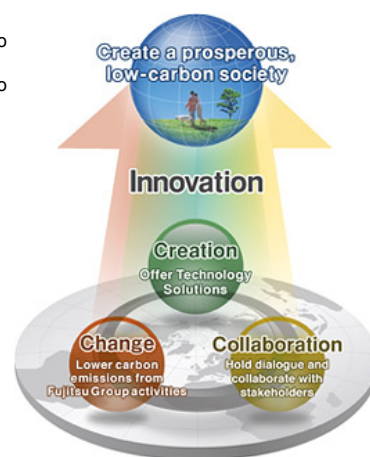 o
o
Create a prosperous,
low-carbon society
Innovation
Creation
Offer Technology
Solutions
Change
Lower carbon
emissions from
Fujitsu Group activities
Collaboration
Hold dialogue and
collaborate with
stakeholders